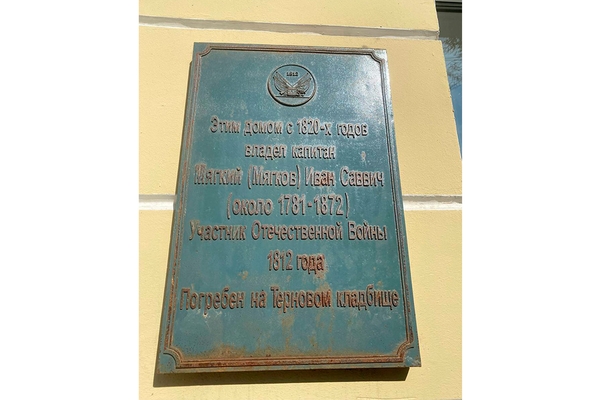 1812
Этим домом с 1820-х годов
владел капитан
Мягкий (Мягков) Иван Саввич
(около 1781-1872)
Участник Отечественной Войны
1812 года
Погребен на Терновом кладбище